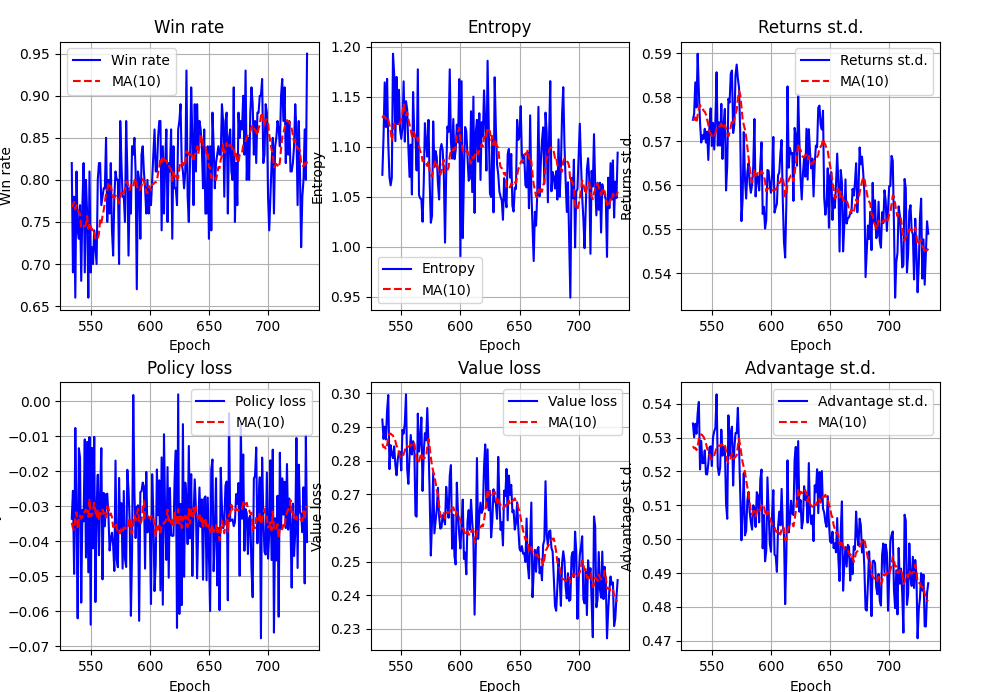 Win rate
Entropy
Returns st.d.
Win rate
MA(10)
0.95
0.90
0.85
0.80
0.75
0.70
0.65
Win rate
550
600
650
700
Epoch
Entropy
MA(10)
1.20
1.15
1.10
1.05
1.00
0.95
Entropy
550
600
650
700
Epoch
Returns st.d.
MA(10)
0.59
0.58
0.57
0.56
0.55
0.54
Returns st.d.
550
600
650
700
Epoch
Policy loss
Value loss
Advantage st.d.
Policy loss
MA(10)
0.00
−0.01
−0.02
−0.03
−0.04
−0.05
−0.06
−0.07
550
600
650
700
Epoch
Value loss
MA(10)
0.30
0.29
0.28
0.27
0.26
0.25
0.24
0.23
Value loss
550
600
650
700
Epoch
Advantage st.d.
MA(10)
0.54
0.53
0.52
0.51
0.50
0.49
0.48
0.47
Advantage st.d.
550
600
650
700
Epoch